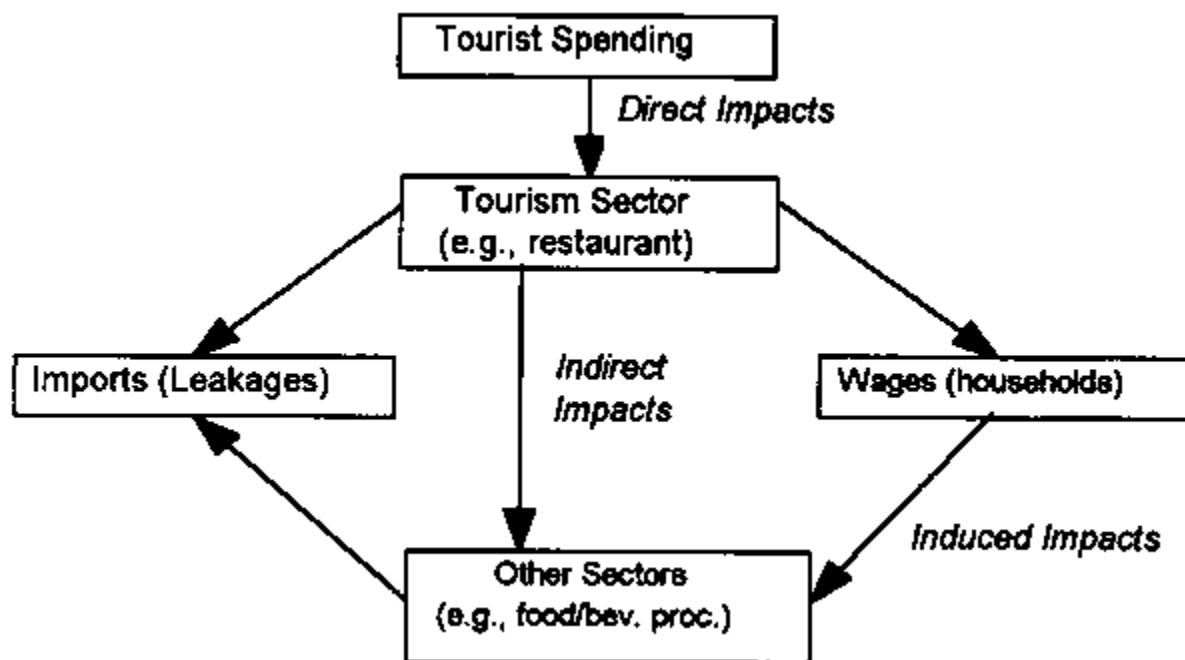 Tourist Spending
Direct Impacts
Tourism Sector
(e.g., restaurant)
Imports (Leakages)
Indirect
Impacts
Wages (households)
Induced Impacts
Other Sectors
(e.g., food/bev. proc.)